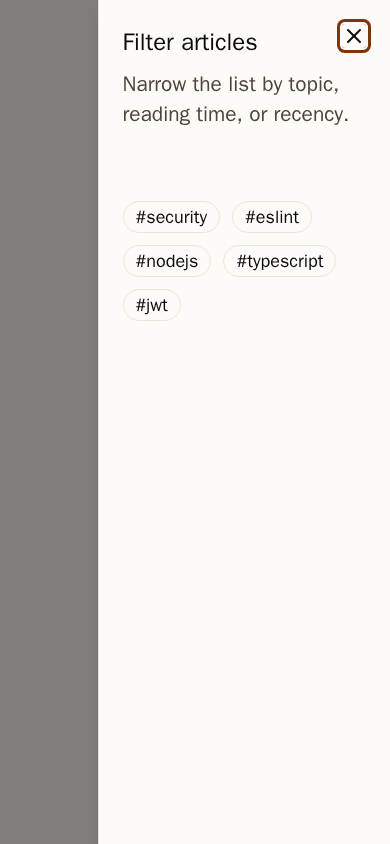 Filter articles
Narrow the list by topic,
reading time, or recency.
#security #eslint
#nodejs #typescript
#jwt